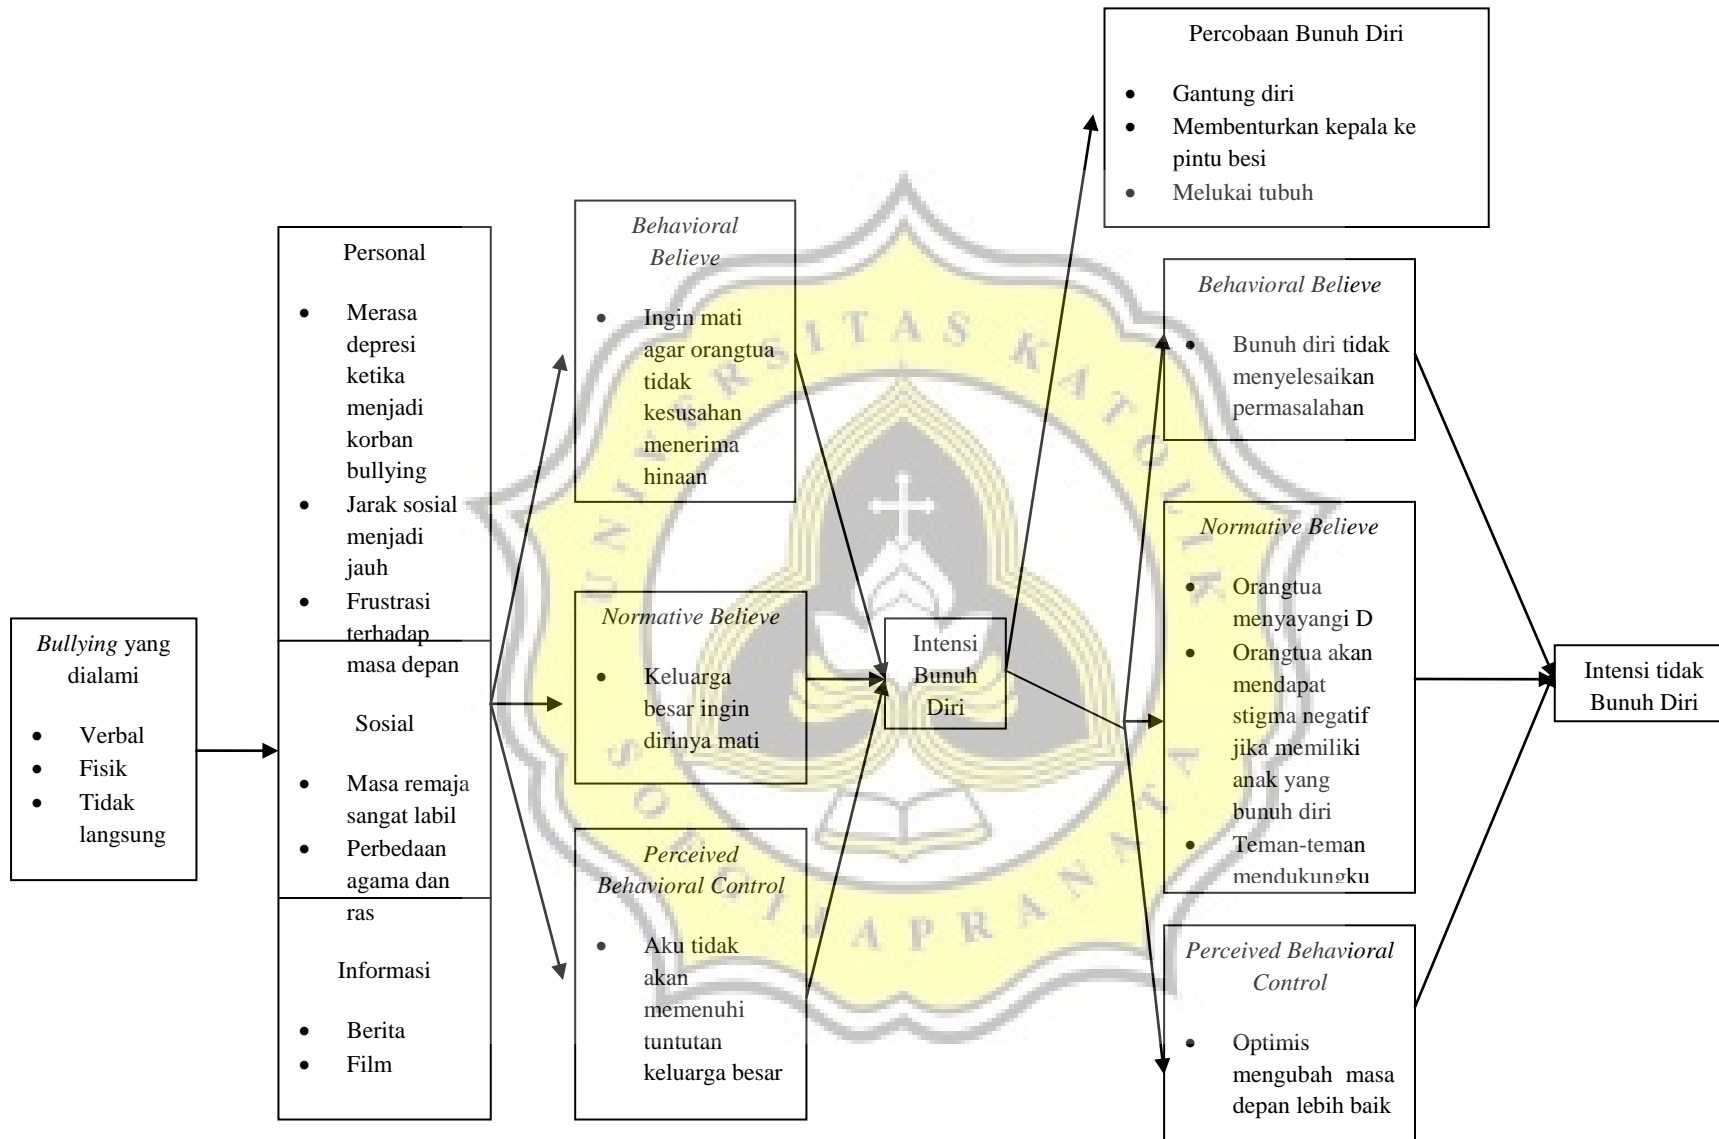 Percobaan Bunuh Diri
• Gantung diri
• Membenturkan kepala ke
pintu besi
• Melukai tubuh
Bullying yang
dialami
• Verbal
• Fisik
• Tidak
langsung
Personal
• Merasa
depresi
ketika
menjadi
korban
bullying
• Jarak sosial
menjadi
jauh
• Frustrasi
terhadap
masa depan
Sosial
• Masa remaja
sangat labil
• Perbedaan
agama dan
ras
Informasi
• Berita
• Film
Behavioral
Believe
• Ingin mati
agar orangtua
tidak
kesusahan
menerima
hinaan
Normative Believe
• Keluarga
besar ingin
dirinya mati
Perceived
Behavioral Control
• Aku tidak
akan
memenuhi
tuntutan
keluarga besar
Intensi
Bunuh
Diri
Behavioral Believe
• Bunuh diri tidak
menyelesaikan
permasalahan
Normative Believe
• Orangtua
menyayangi D
• Orangtua akan
mendapat
stigma negatif
jika memiliki
anak yang
bunuh diri
• Teman-teman
mendukungku
Perceived Behavioral
Control
• Optimis
mengubah masa
depan lebih baik
Intensi tidak
Bunuh Diri
UNIVERSITAS KATOLIK
SOEGIJAPRANATA